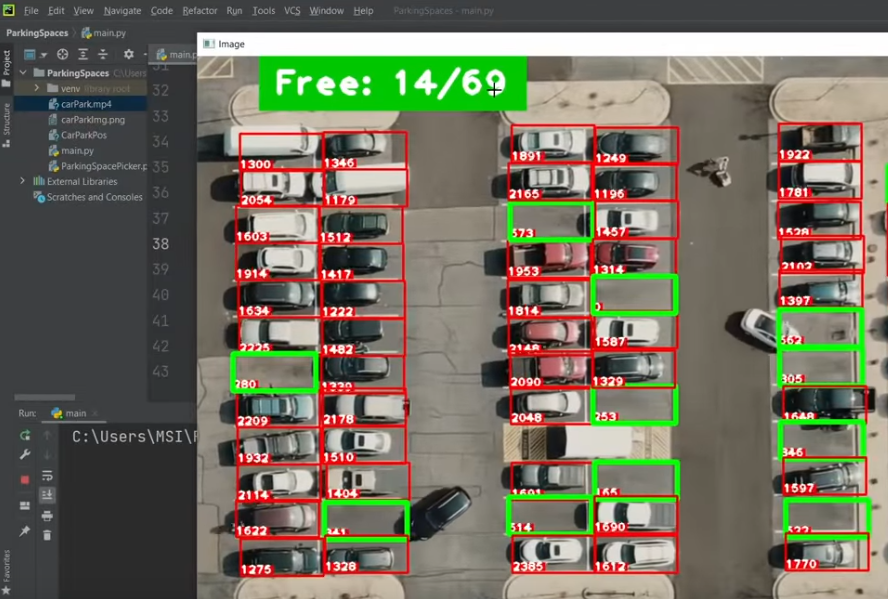 File Edit View Navigate Code Refactor Run Tools VCS Window Help ParkingSpaces - main.py
ParkingSpaces main.py
Image
Project
Structure
Favorites
main.p
ParkingSpaces C:\Users
venv library root
carPark.mp4
carParkImg.png
CarParkPos
main.py
ParkingSpacePicker.p
External Libraries
Scratches and Consoles
32
33
34
35
36
37
38
39
40
41
42
43
Run: main
C:\Users\MSI\P
Free: 14/69
1300 1346 1891 1249 1922
2054 1179 2165 1196 1781
1603 1512 573 1457 1528
1914 1417 1953 1314 2102
1634 1222 1814 0 1397
2225 1482 2148 1587 562
280 1339 2090 1329 305
2209 2178 2048 253 1648
1932 1510 346
2114 1404 1691 165 1597
1622 341 514 1690 522
1275 1328 2385 1612 1770